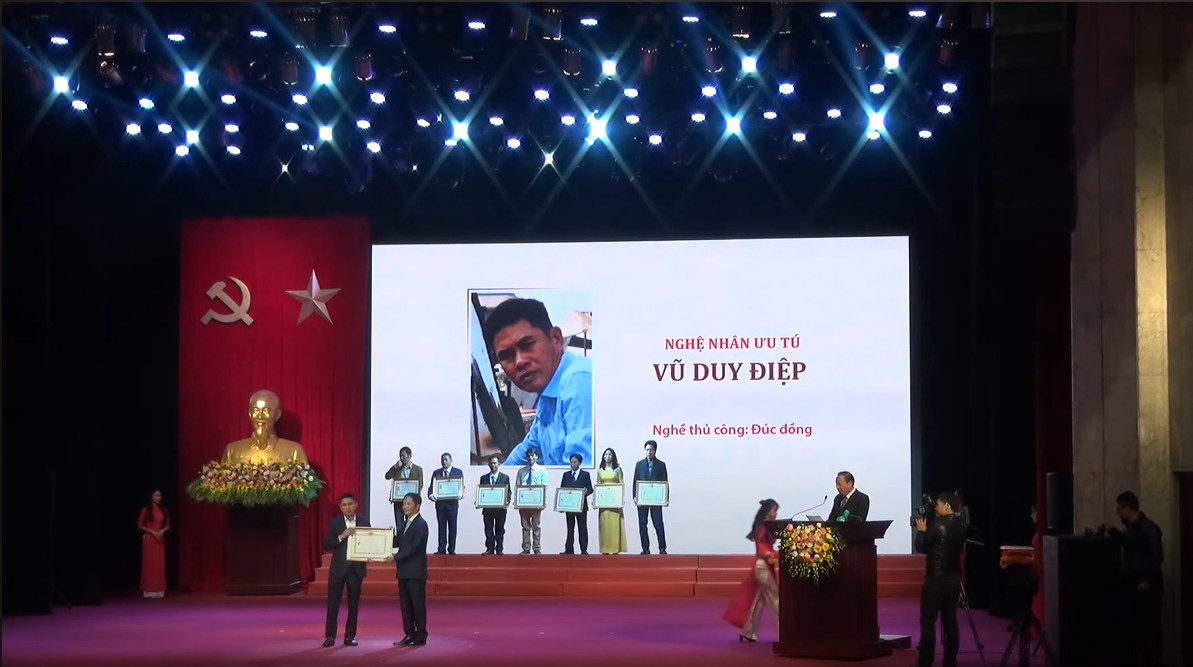 NGHỆ NHÂN ƯU TÚ
VŨ DUY ĐIỆP
Nghề thủ công: Đúc đồng